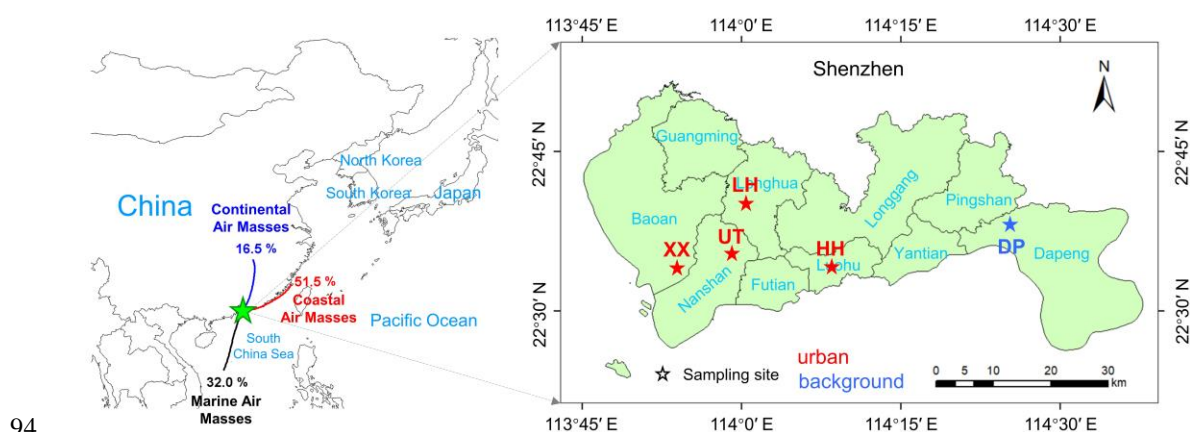 China
North Korea
South Korea
Japan
Continental
Air Masses
16.5 %
51.5 %
Coastal
Air Masses
Pacific Ocean
South
China Sea
32.0 %
Marine Air
Masses
94
113°45′ E
114°0′ E
114°15′ E
114°30′ E
Shenzhen
N
22°45′ N
22°45′ N
Guangming
LH
Longhua
Longgang
Pingshan
Baoan
XX
UT
HH
Luohu
Yantian
DP
Dapeng
Nanshan
Futian
22°30′ N
22°30′ N
Sampling site
urban
background
0 10 20 30
km
113°45′ E
114°0′ E
114°15′ E
114°30′ E